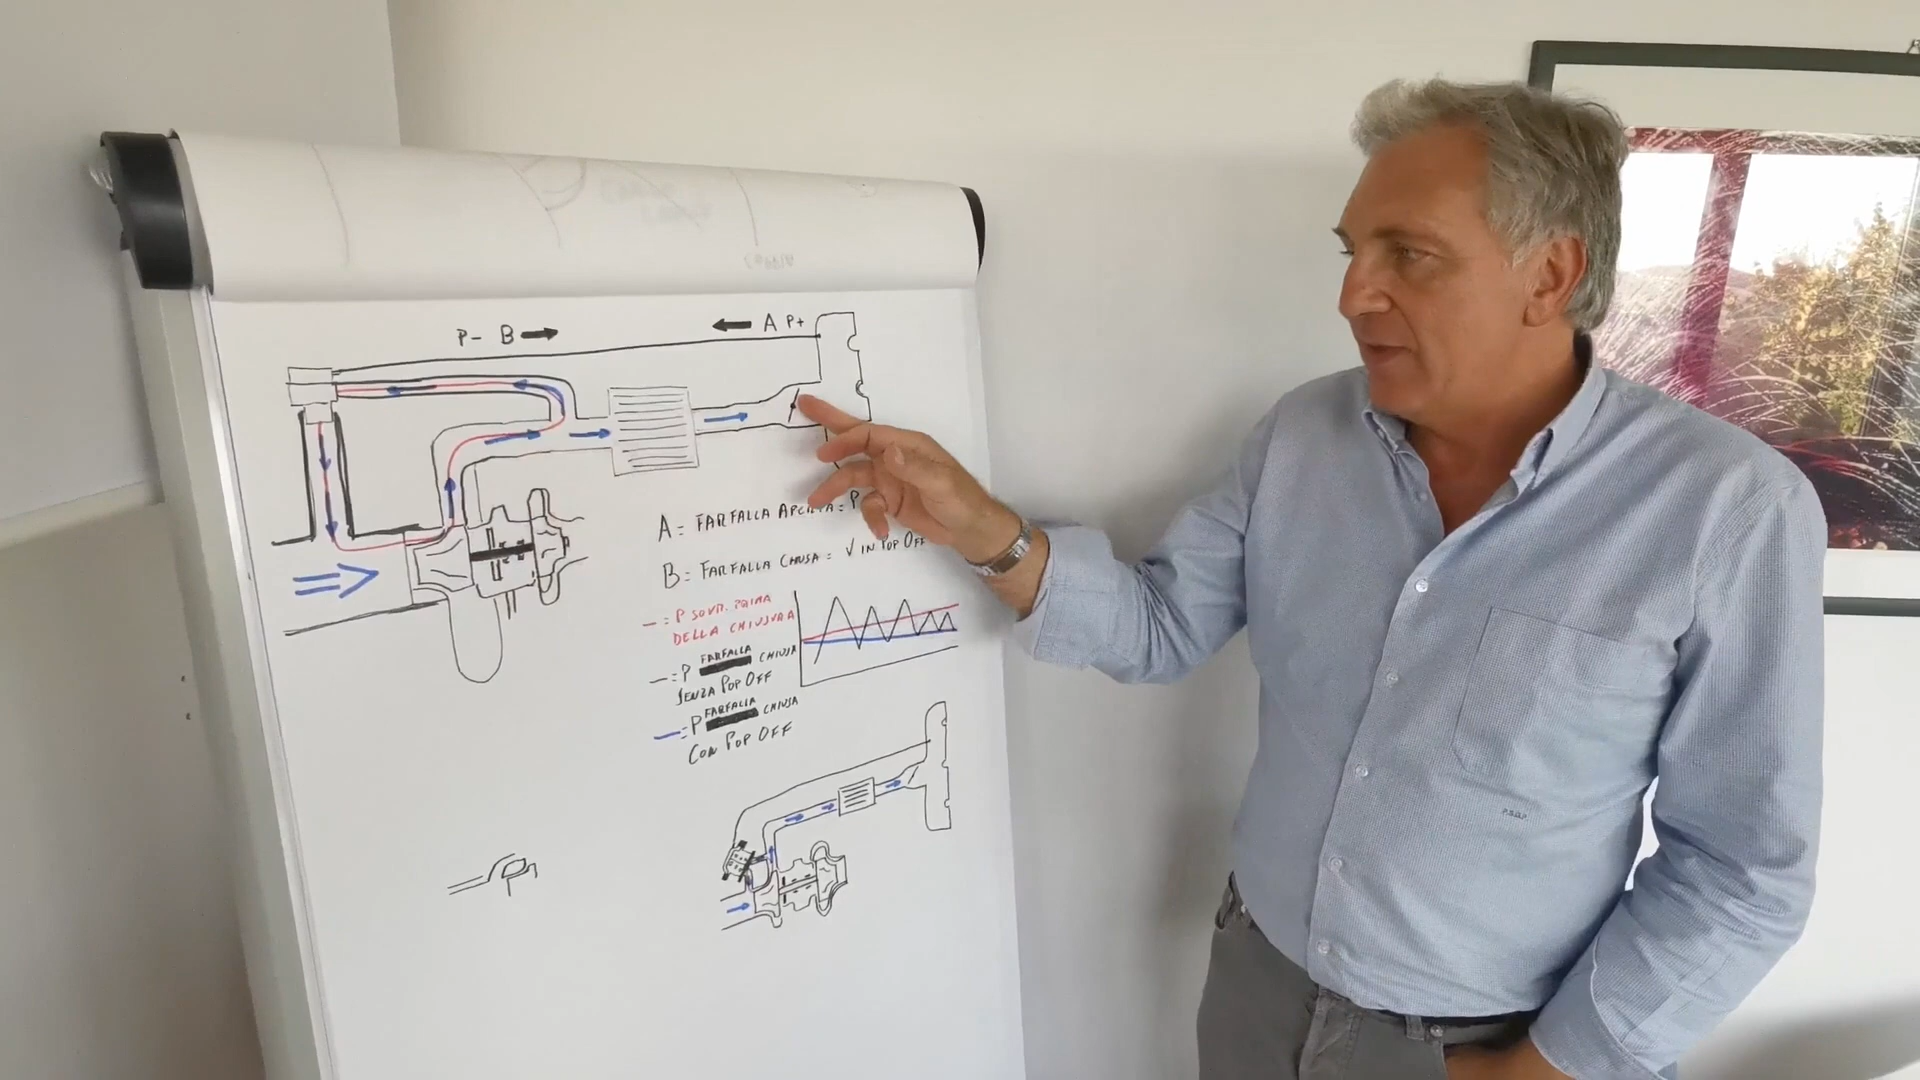 P- B
A P+
A = FARFALLA APERTA = P
B = FARFALLA CHIUSA = V IN POP OFF
- = P SOVR. PRIMA
DELLA CHIUSURA
- = P FARFALLA CHIUSA
SENZA POP OFF
- = P FARFALLA CHIUSA
CON POP OFF